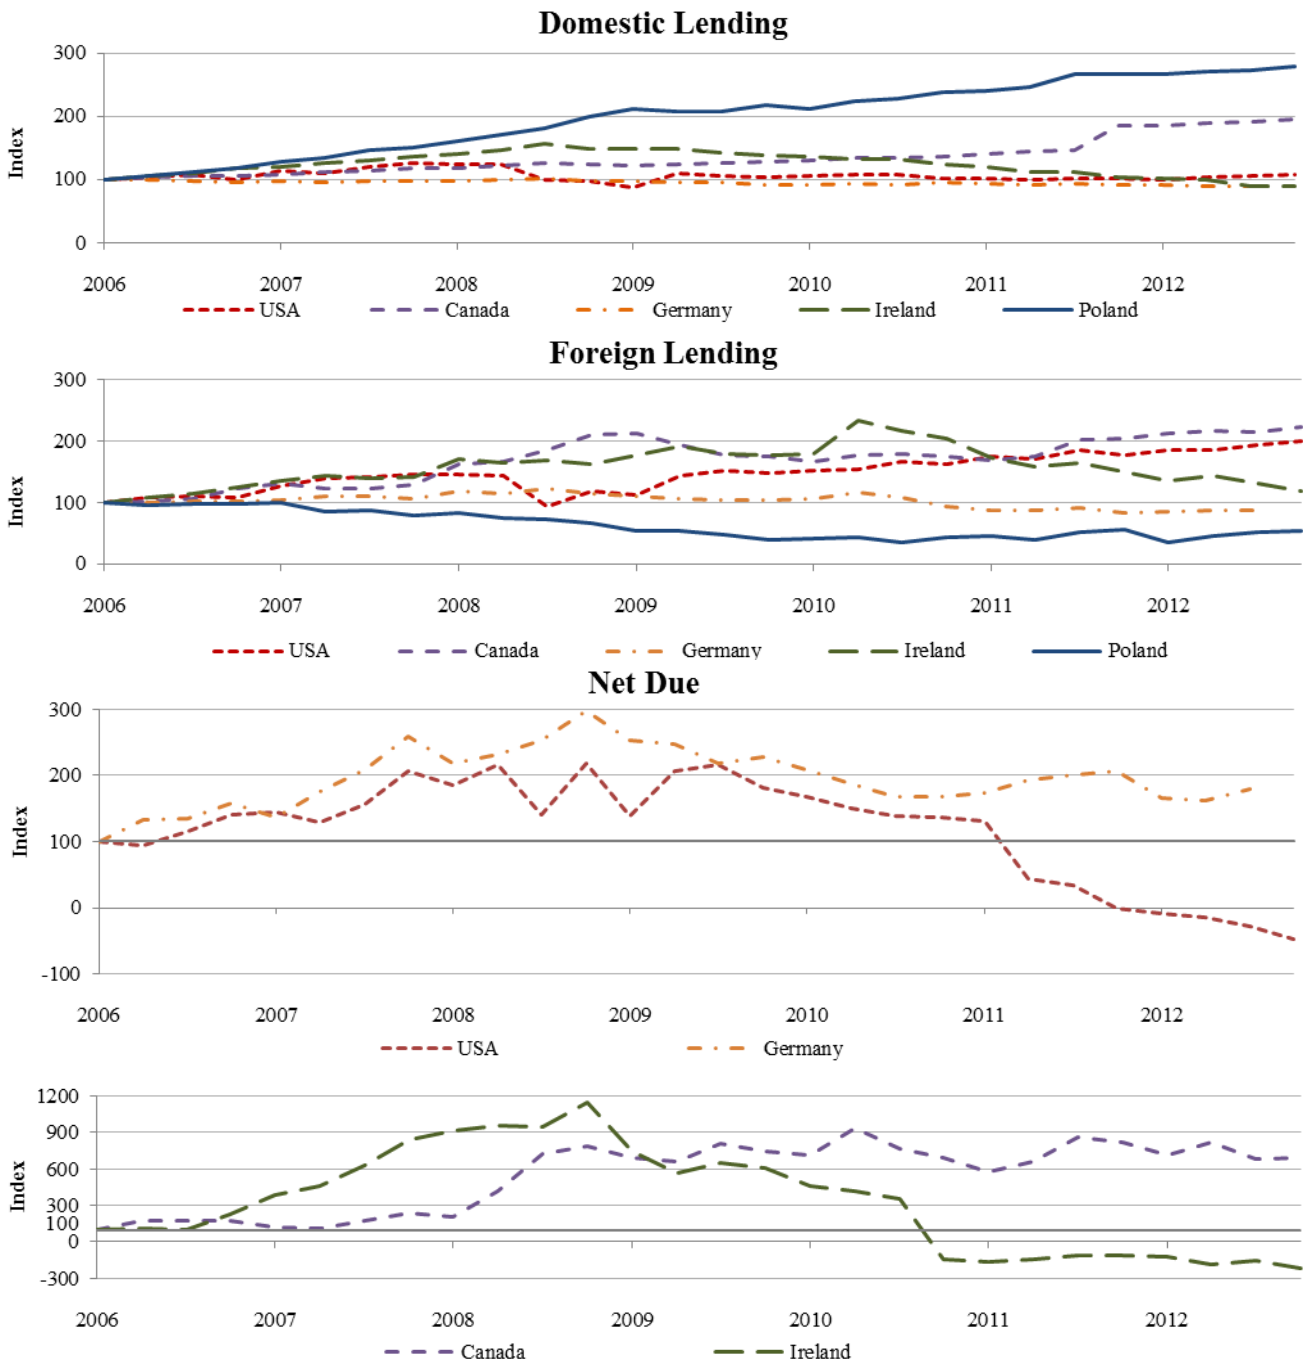 Domestic Lending
300
200
100
0
Index
2006 2007 2008 2009 2010 2011 2012
USA Canada Germany Ireland Poland
Foreign Lending
300
200
100
0
Index
2006 2007 2008 2009 2010 2011 2012
USA Canada Germany Ireland Poland
Net Due
300
200
100
0
-100
Index
2006 2007 2008 2009 2010 2011 2012
USA Germany
1200
900
600
300
100
0
-300
Index
2006 2007 2008 2009 2010 2011 2012
Canada Ireland